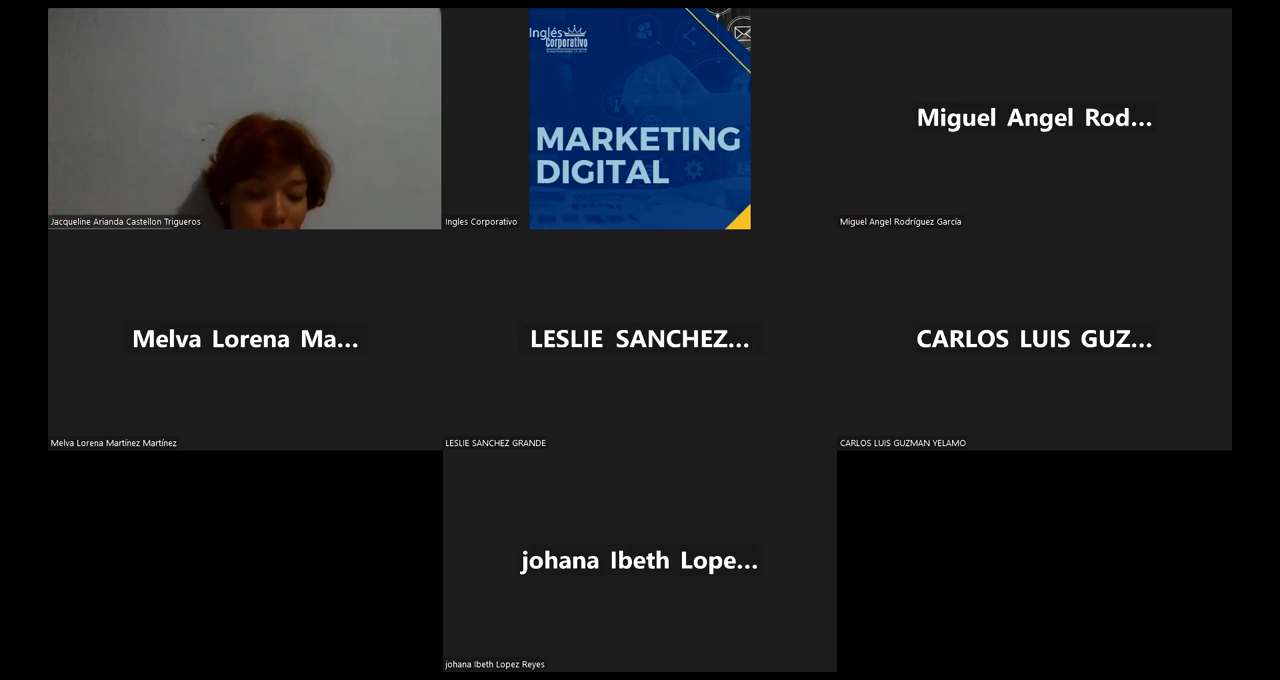 Inglés
Corporativo
MARKETING
DIGITAL
Miguel Angel Rod...
Jacqueline Arianda Castellon Trigueros
Ingles Corporativo
Miguel Angel Rodríguez García
Melva Lorena Ma...
LESLIE SANCHEZ...
CARLOS LUIS GUZ...
Melva Lorena Martínez Martínez
LESLIE SANCHEZ GRANDE
CARLOS LUIS GUZMAN YELAMO
johana Ibeth Lope...
johana Ibeth Lopez Reyes